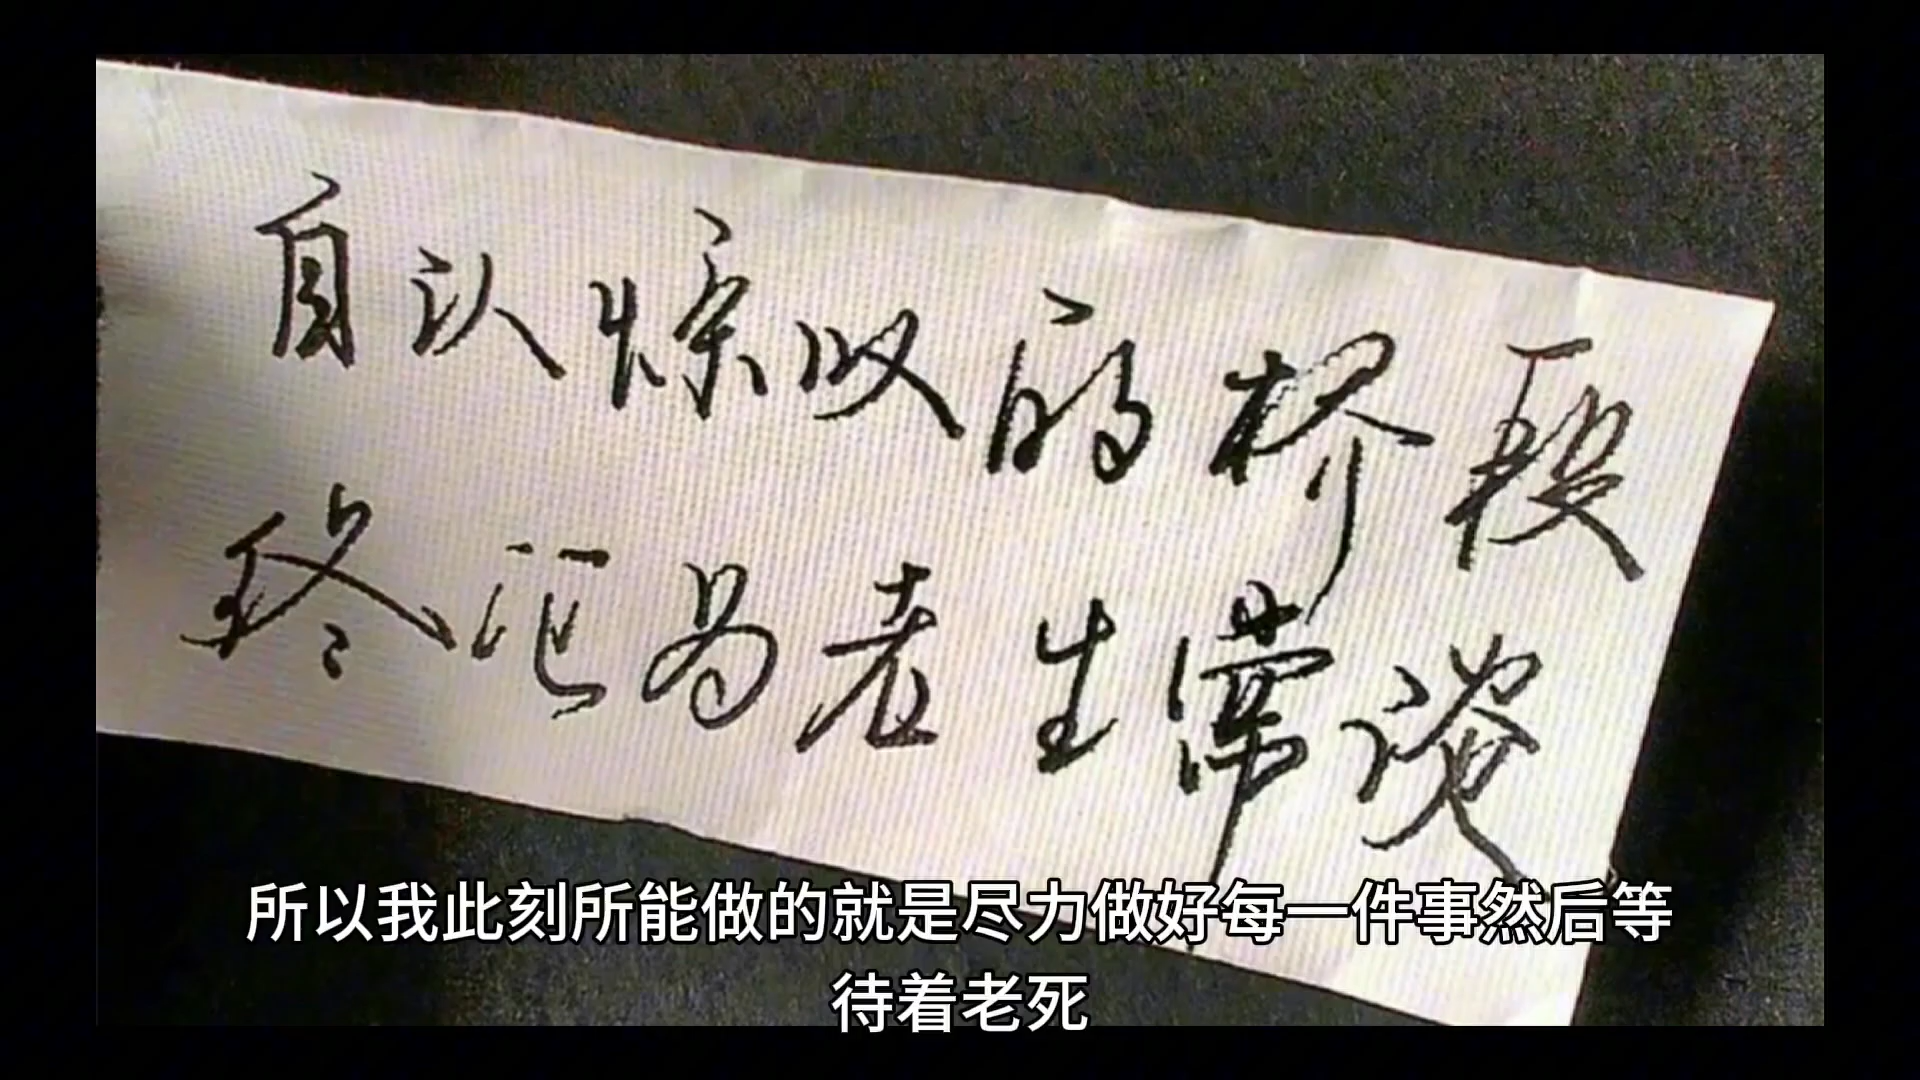 自认惊叹的桥段
终沦为老生常谈
所以我此刻所能做的就是尽力做好每一件事然后等
待着老死